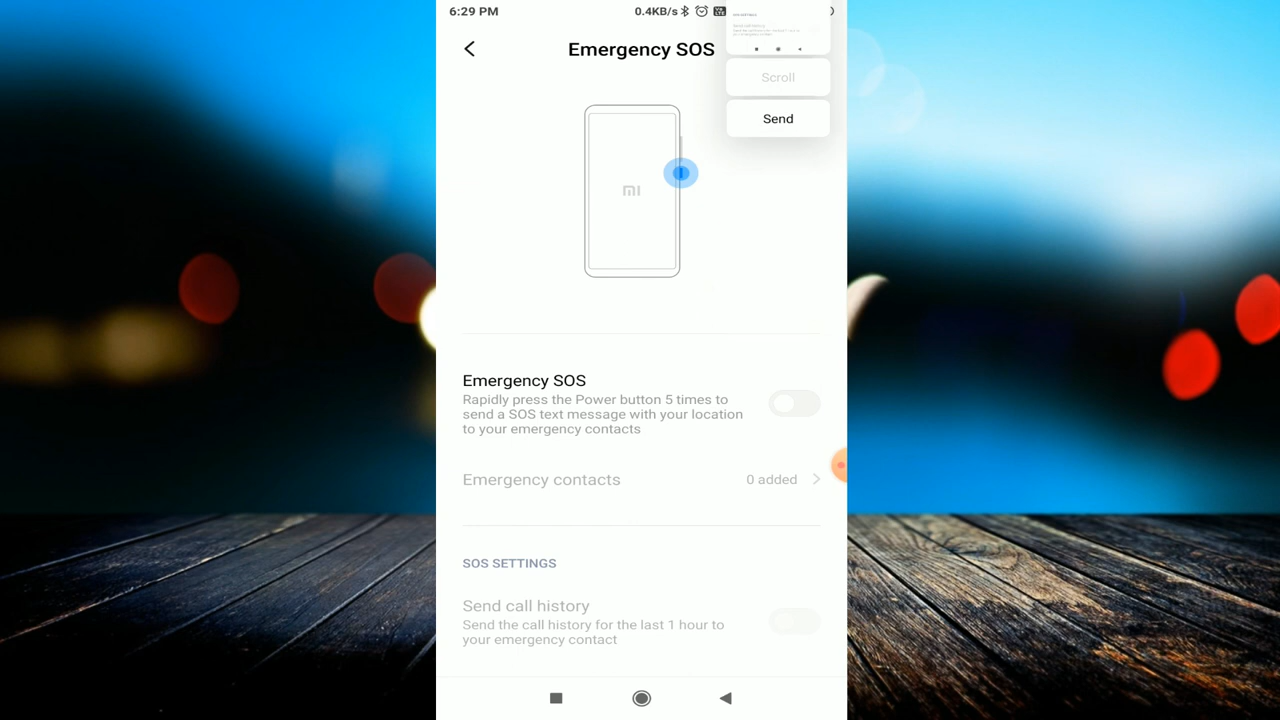 6:29 PM
0.4KB/s
Emergency SOS
Scroll
Send
mi
Emergency SOS
Rapidly press the Power button 5 times to
send a SOS text message with your location
to your emergency contacts
Emergency contacts
0 added
SOS SETTINGS
Send call history
Send the call history for the last 1 hour to
your emergency contact